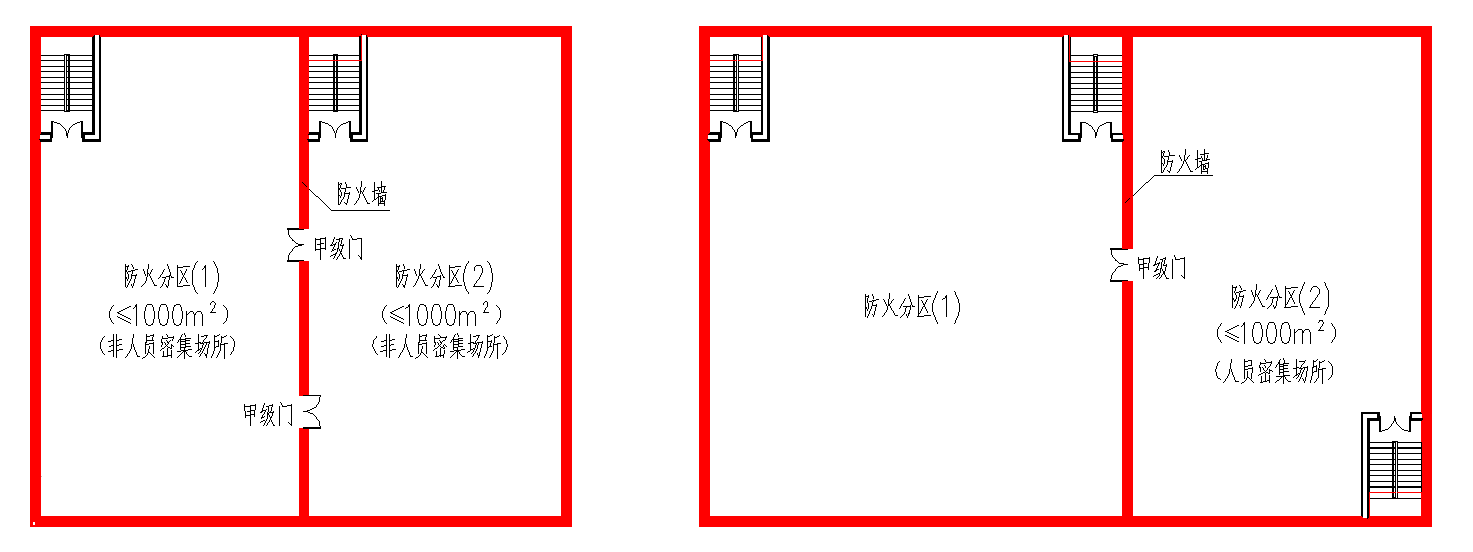 防火墙
甲级门
防火分区(1)
(≤1000m²)
(非人员密集场所)
防火分区(2)
(≤1000m²)
(非人员密集场所)
甲级门
防火墙
甲级门
防火分区(1)
防火分区(2)
(≤1000m²)
(人员密集场所)